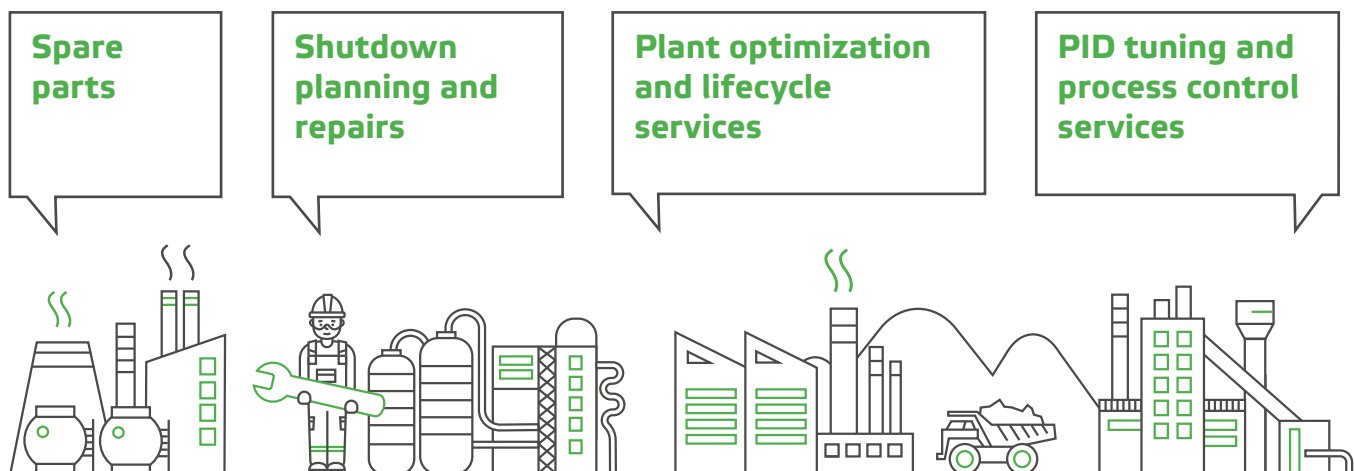 Spare
parts
Shutdown
planning and
repairs
Plant optimization
and lifecycle
services
PID tuning and
process control
services